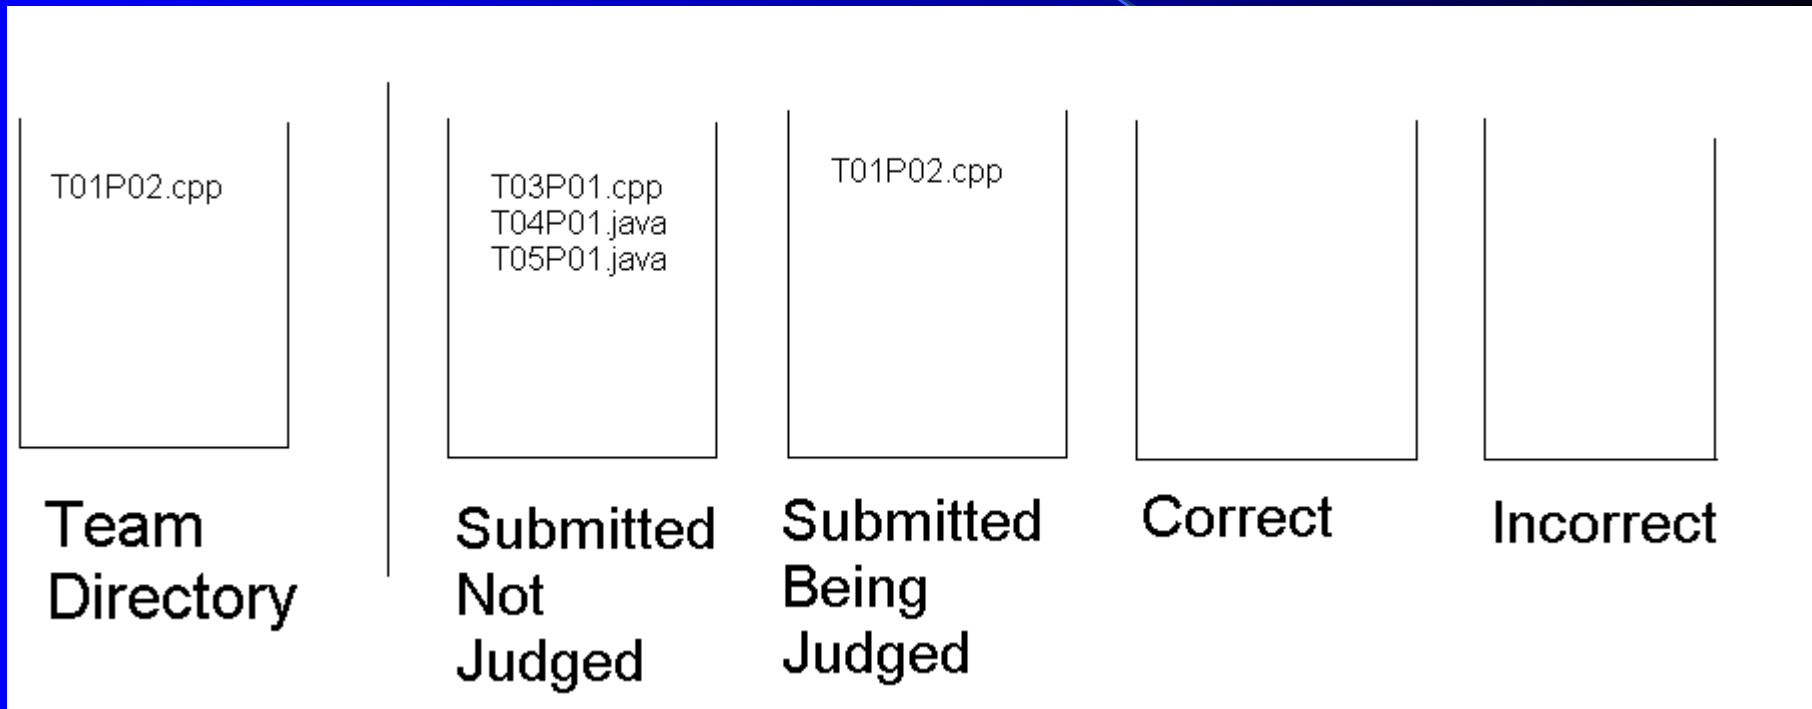 T01P02.cpp
Team
Directory
T03P01.cpp
T04P01.java
T05P01.java
Submitted
Not
Judged
T01P02.cpp
Submitted
Being
Judged
Correct
Incorrect